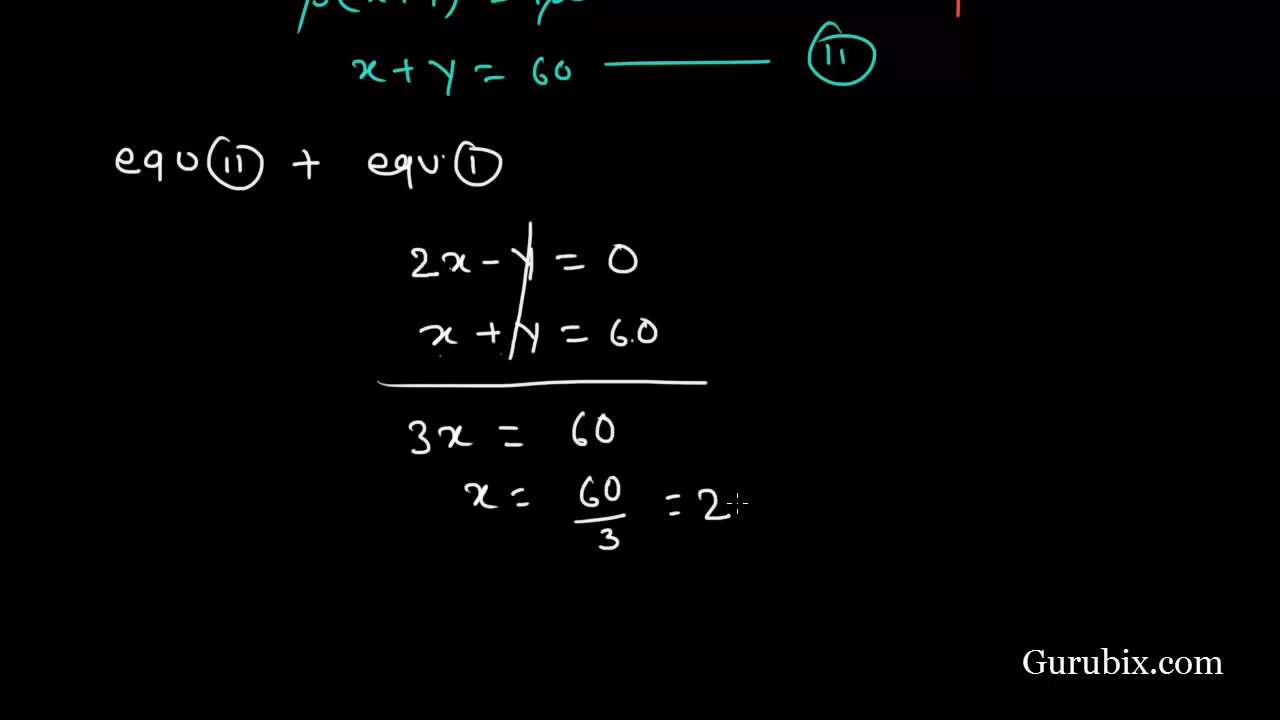 x + y = 60 (11)
equ (11) + equ. (1)
2x - y = 0
x + y = 60
3x = 60
x = 60/3 = 2
Gurubix.com